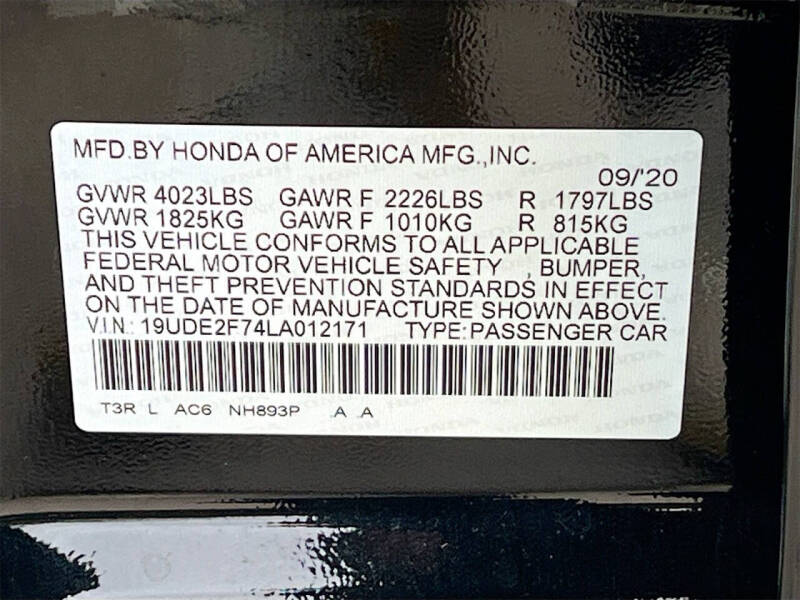 MFD.BY HONDA OF AMERICA MFG.,INC.
09/'20
GVWR 4023LBS GAWR F 2226LBS R 1797LBS
GVWR 1825KG GAWR F 1010KG R 815KG
THIS VEHICLE CONFORMS TO ALL APPLICABLE
FEDERAL MOTOR VEHICLE SAFETY , BUMPER,
AND THEFT PREVENTION STANDARDS IN EFFECT
ON THE DATE OF MANUFACTURE SHOWN ABOVE.
V.I.N.: 19UDE2F74LA012171 TYPE:PASSENGER CAR
T3R L AC6 NH893P .A .A